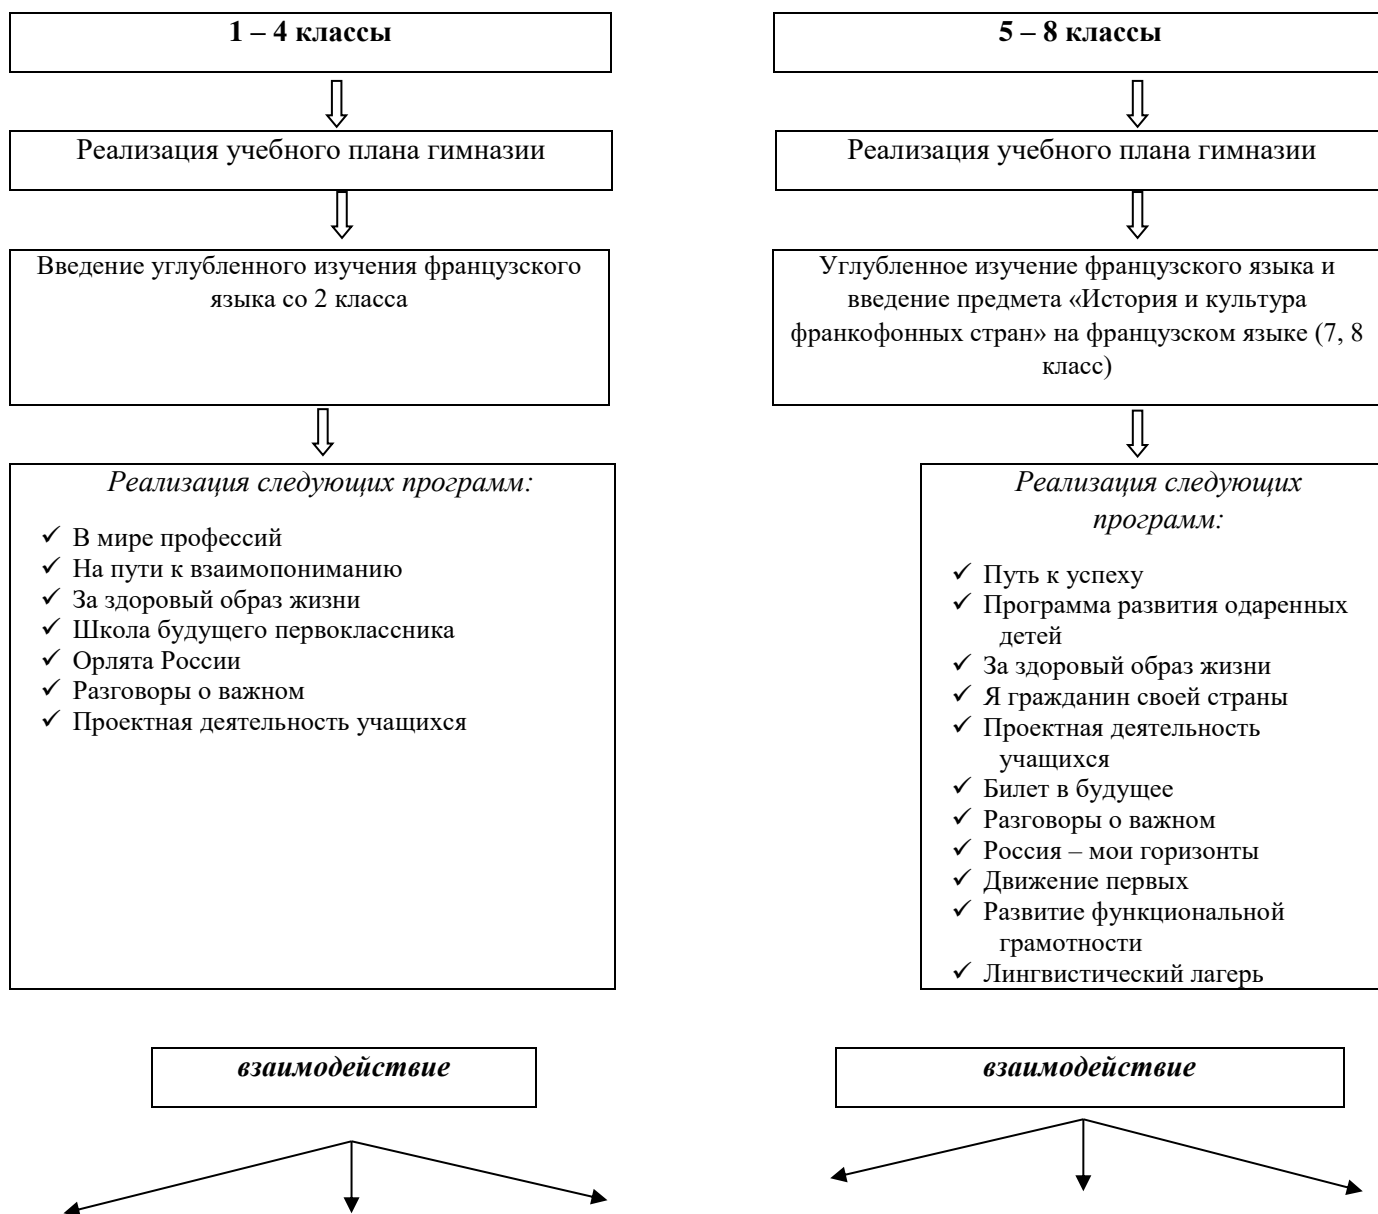 1 – 4 классы
Реализация учебного плана гимназии
Введение углубленного изучения французского
языка со 2 класса
Реализация следующих программ:
✓ В мире профессий
✓ На пути к взаимопониманию
✓ За здоровый образ жизни
✓ Школа будущего первоклассника
✓ Орлята России
✓ Разговоры о важном
✓ Проектная деятельность учащихся
взаимодействие
5 – 8 классы
Реализация учебного плана гимназии
Углубленное изучение французского языка и
введение предмета «История и культура
франкофонных стран» на французском языке (7, 8
класс)
Реализация следующих
программ:
✓ Путь к успеху
✓ Программа развития одаренных
детей
✓ За здоровый образ жизни
✓ Я гражданин своей страны
✓ Проектная деятельность
учащихся
✓ Билет в будущее
✓ Разговоры о важном
✓ Россия – мои горизонты
✓ Движение первых
✓ Развитие функциональной
грамотности
✓ Лингвистический лагерь
взаимодействие